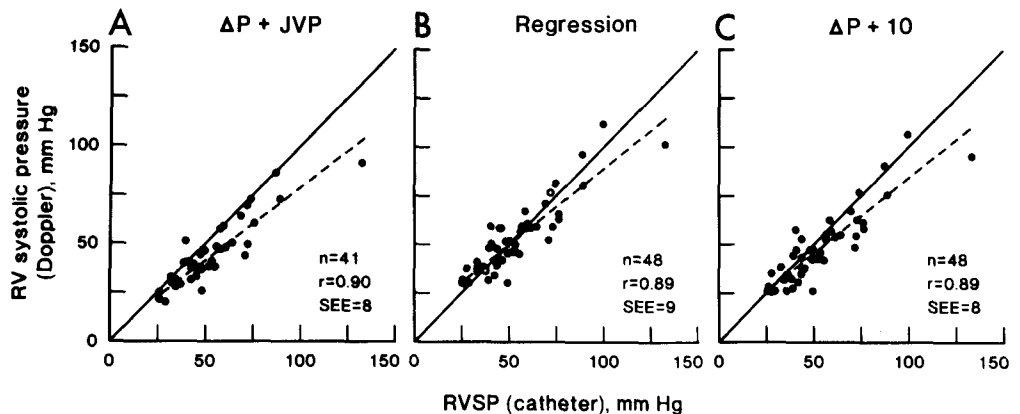 A ΔP + JVP
B Regression
C ΔP + 10
RV systolic pressure
(Doppler), mm Hg
150
100
50
0
n=41
r=0.90
SEE=8
n=48
r=0.89
SEE=9
n=48
r=0.89
SEE=8
0 50 100 150
0 50 100 150
0 50 100 150
RVSP (catheter), mm Hg